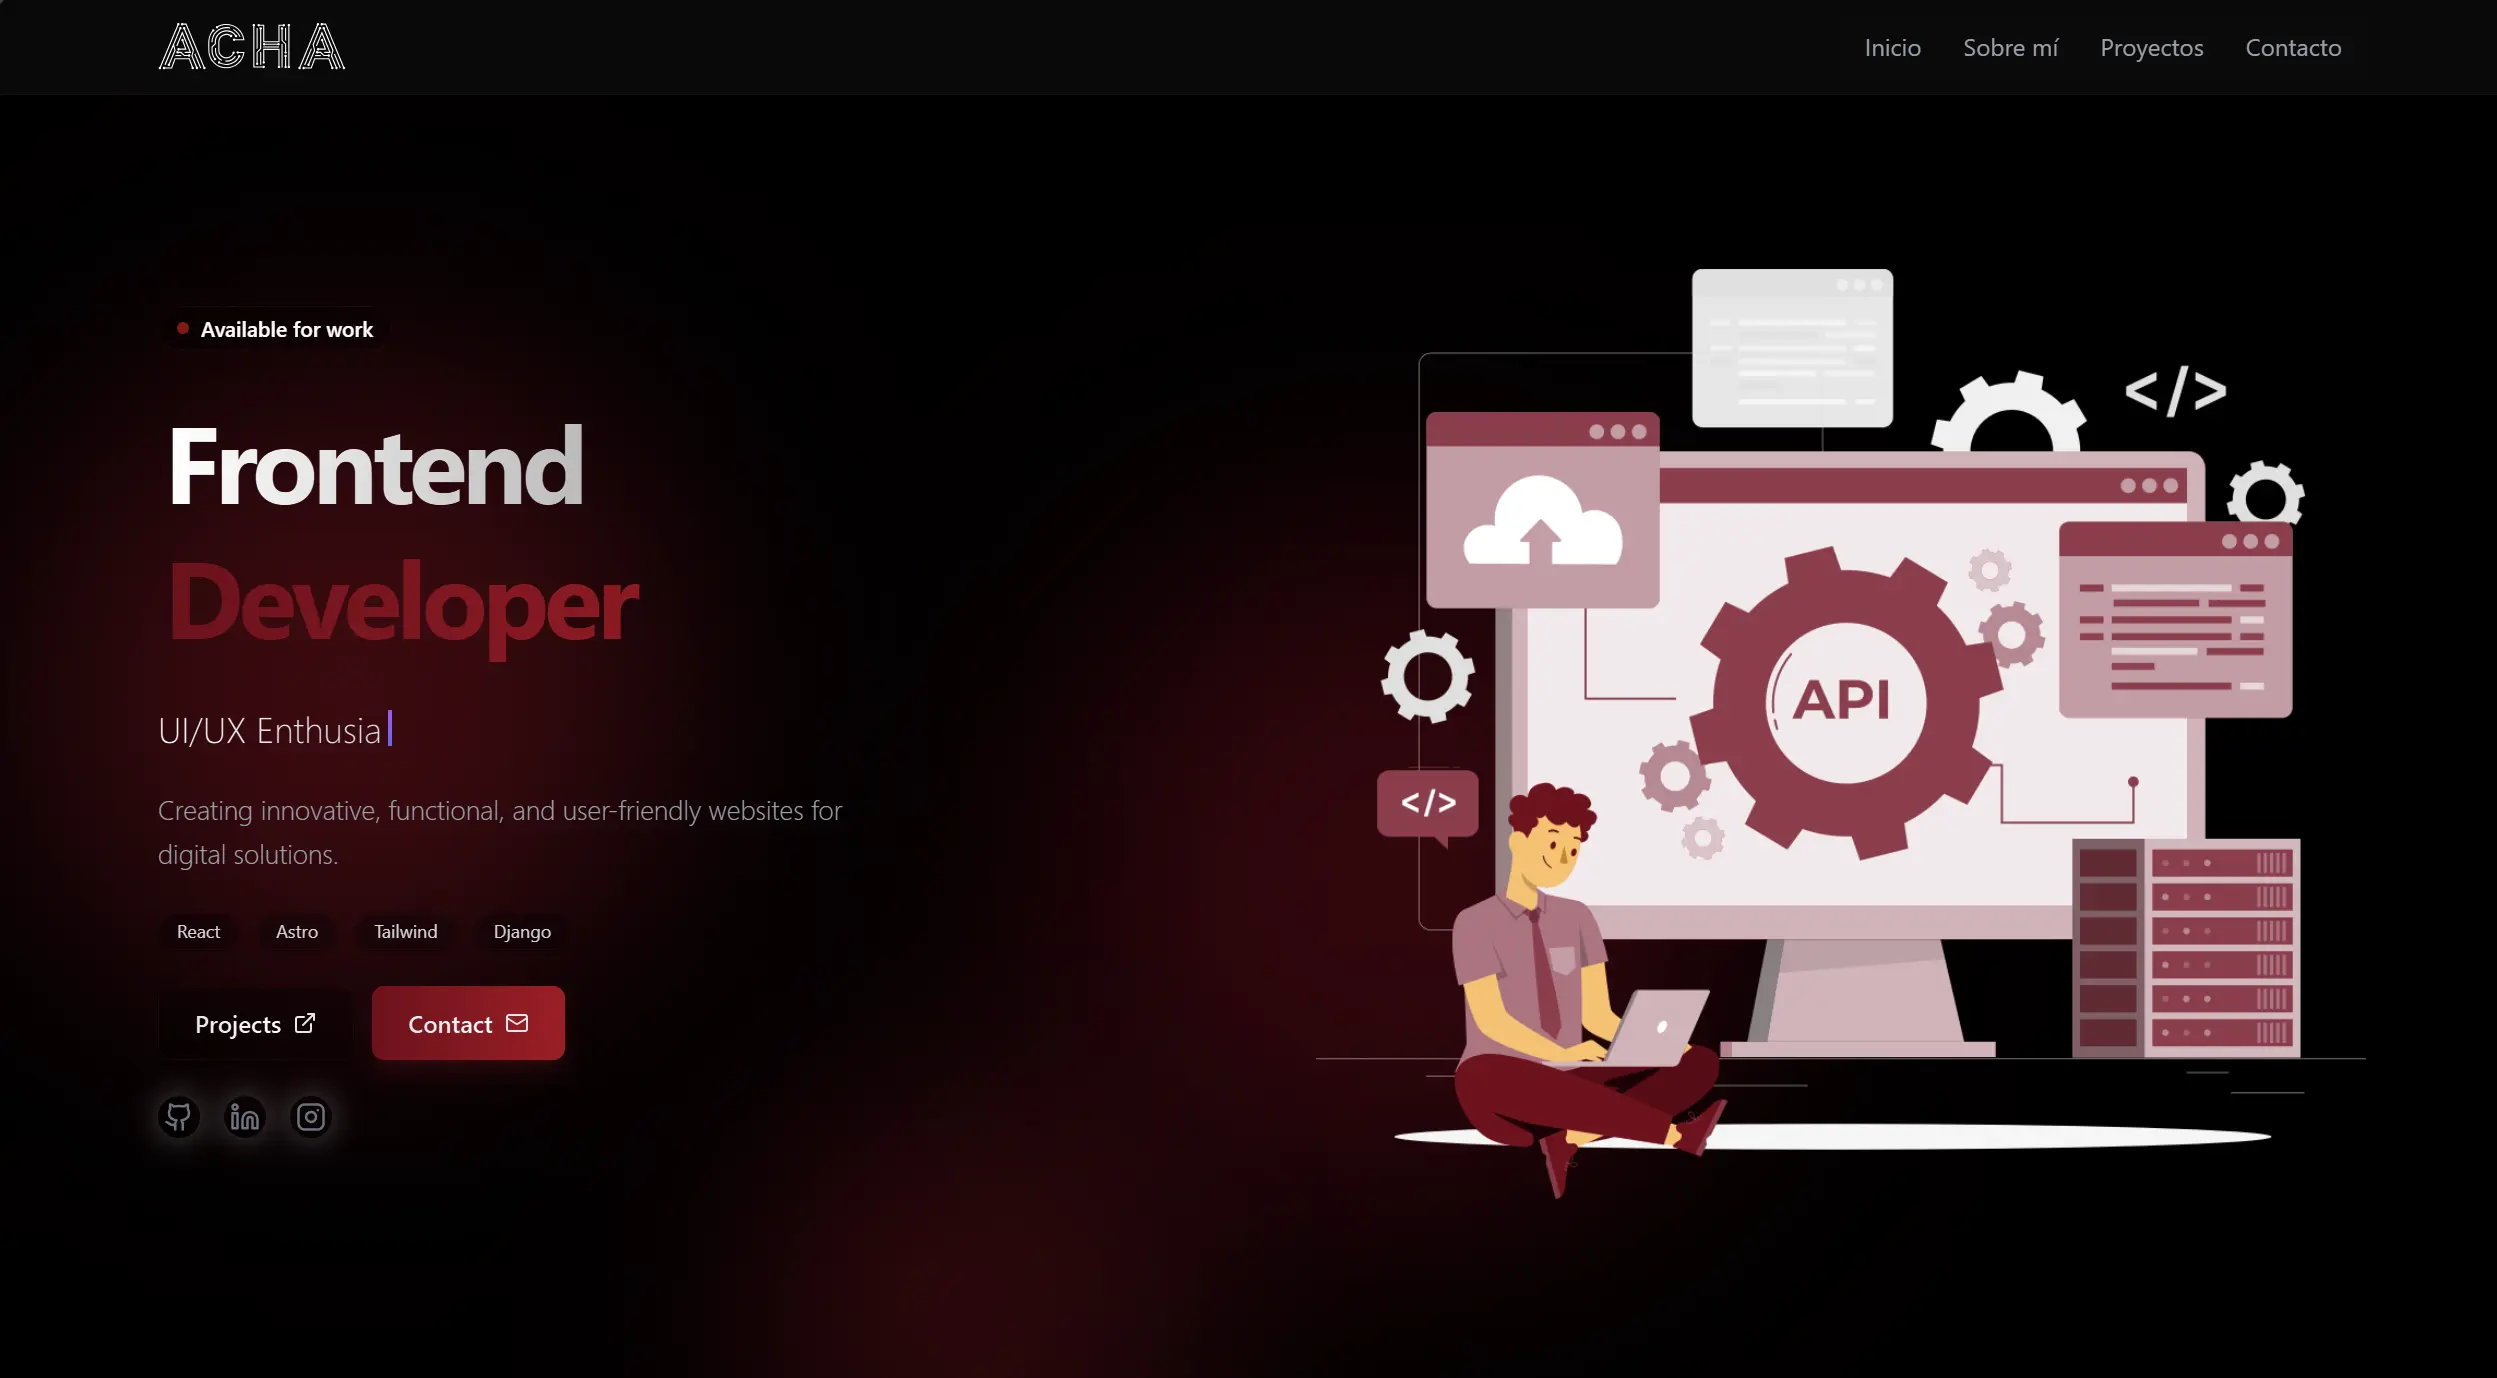 ACHA
Inicio Sobre mí Proyectos Contacto
Available for work
Frontend
Developer
UI/UX Enthusia
Creating innovative, functional, and user-friendly websites for
digital solutions.
React Astro Tailwind Django
Projects Contact
</>
API
</>